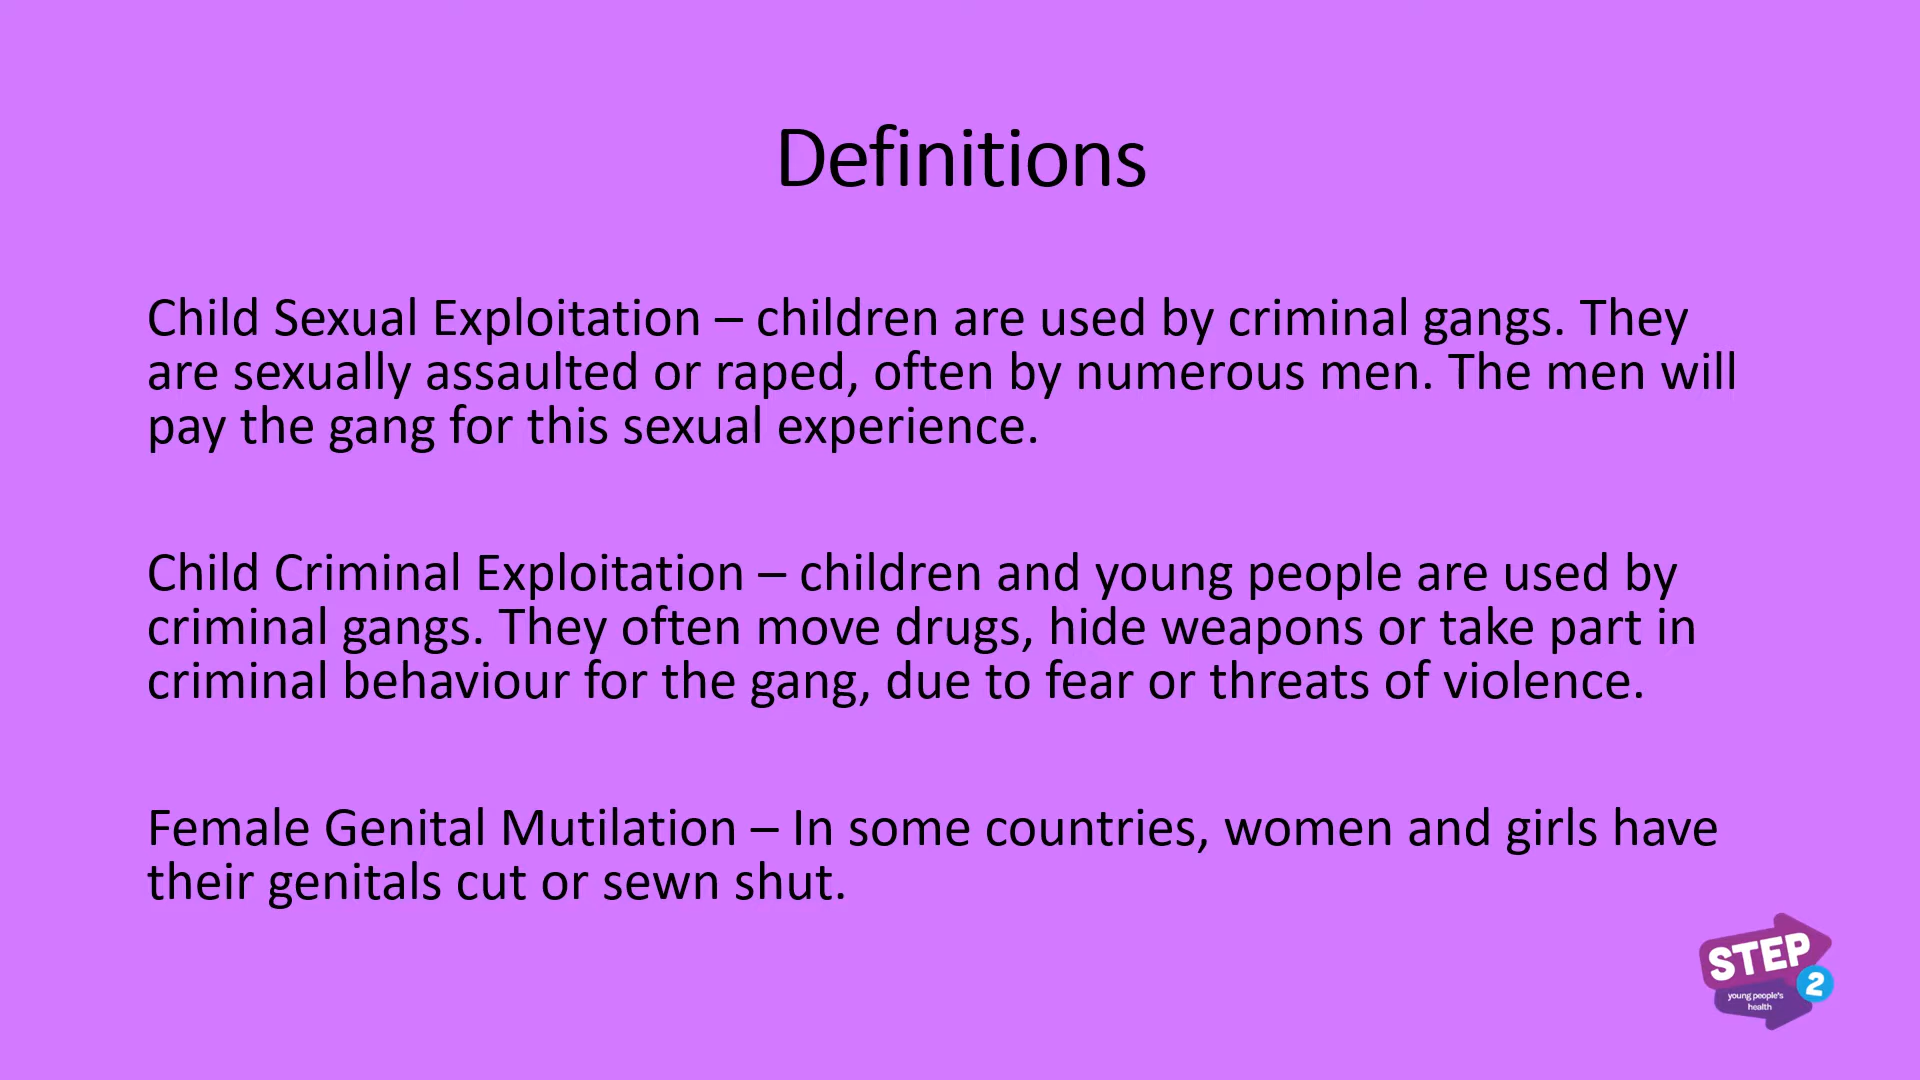 Definitions
Child Sexual Exploitation – children are used by criminal gangs. They
are sexually assaulted or raped, often by numerous men. The men will
pay the gang for this sexual experience.
Child Criminal Exploitation – children and young people are used by
criminal gangs. They often move drugs, hide weapons or take part in
criminal behaviour for the gang, due to fear or threats of violence.
Female Genital Mutilation – In some countries, women and girls have
their genitals cut or sewn shut.
STEP
2
young people's
health